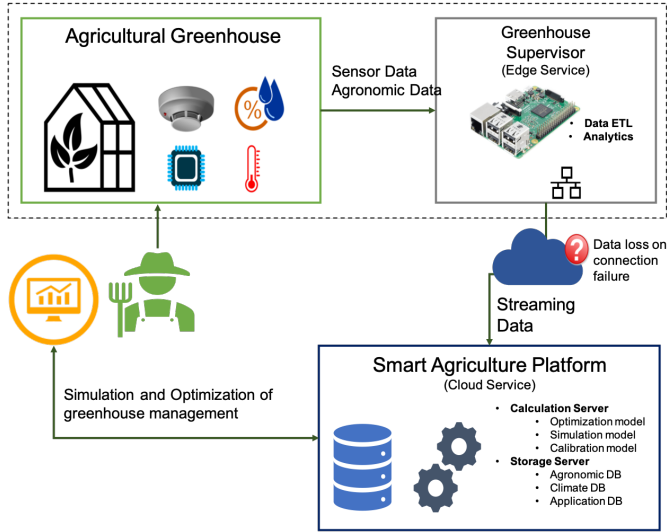 Agricultural Greenhouse
%
Sensor Data
Agronomic Data
Greenhouse
Supervisor
(Edge Service)
• Data ETL
• Analytics
?
Data loss on
connection
failure
Streaming
Data
Simulation and Optimization of
greenhouse management
Smart Agriculture Platform
(Cloud Service)
• Calculation Server
• Optimization model
• Simulation model
• Calibration model
• Storage Server
• Agronomic DB
• Climate DB
• Application DB